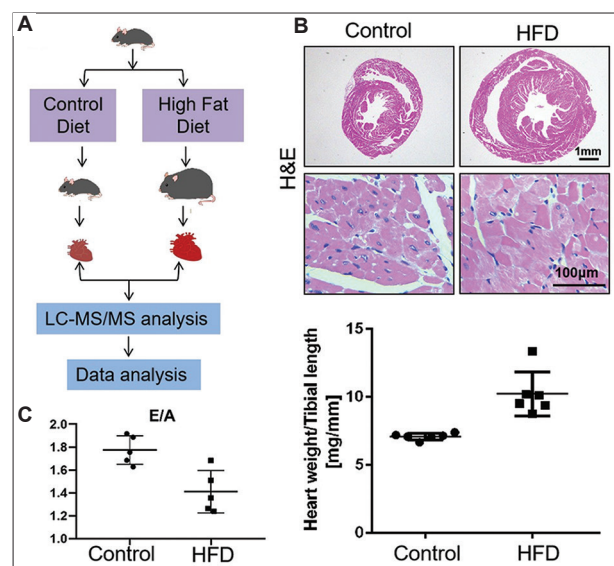 A
Control
Diet
High Fat
Diet
LC-MS/MS analysis
Data analysis
B
Control
HFD
H&E
1mm
100μm
Heart weight/Tibial length
[mg/mm]
15
10
5
0
Control
HFD
C
E/A
2.0
1.8
1.6
1.4
1.2
1.0
Control
HFD